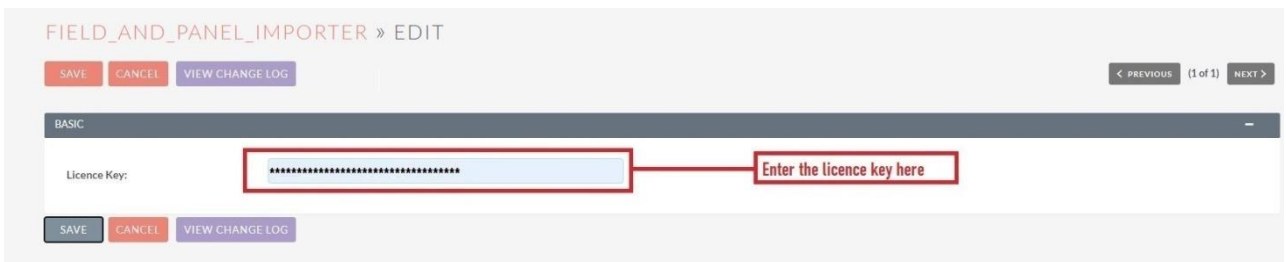 FIELD_AND_PANEL_IMPORTER » EDIT
SAVE CANCEL VIEW CHANGE LOG < PREVIOUS (1 of 1) NEXT >
BASIC –
Licence Key: *********************************** Enter the licence key here
SAVE CANCEL VIEW CHANGE LOG